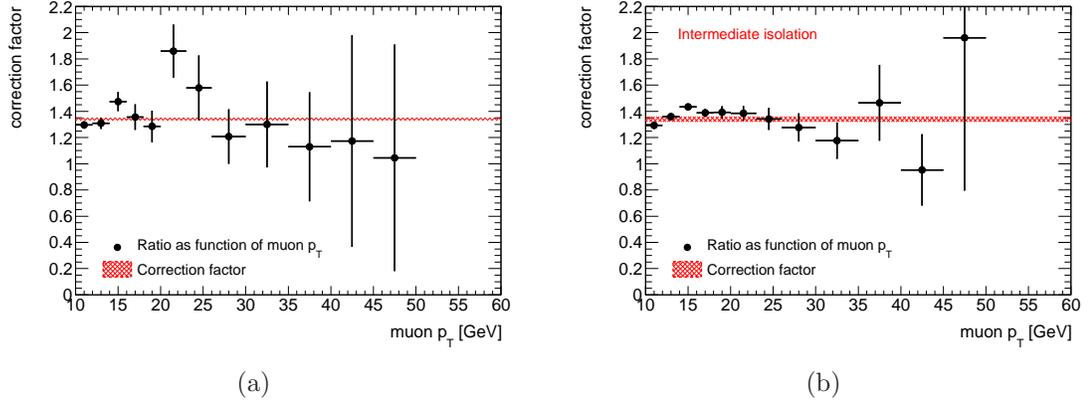 correction factor
2.2
2
1.8
1.6
1.4
1.2
1
0.8
0.6
0.4
0.2
0
Ratio as function of muon p_T
Correction factor
10 15 20 25 30 35 40 45 50 55 60
muon p_T [GeV]
(a)
correction factor
2.2
2
1.8
1.6
1.4
1.2
1
0.8
0.6
0.4
0.2
0
Intermediate isolation
Ratio as function of muon p_T
Correction factor
10 15 20 25 30 35 40 45 50 55 60
muon p_T [GeV]
(b)